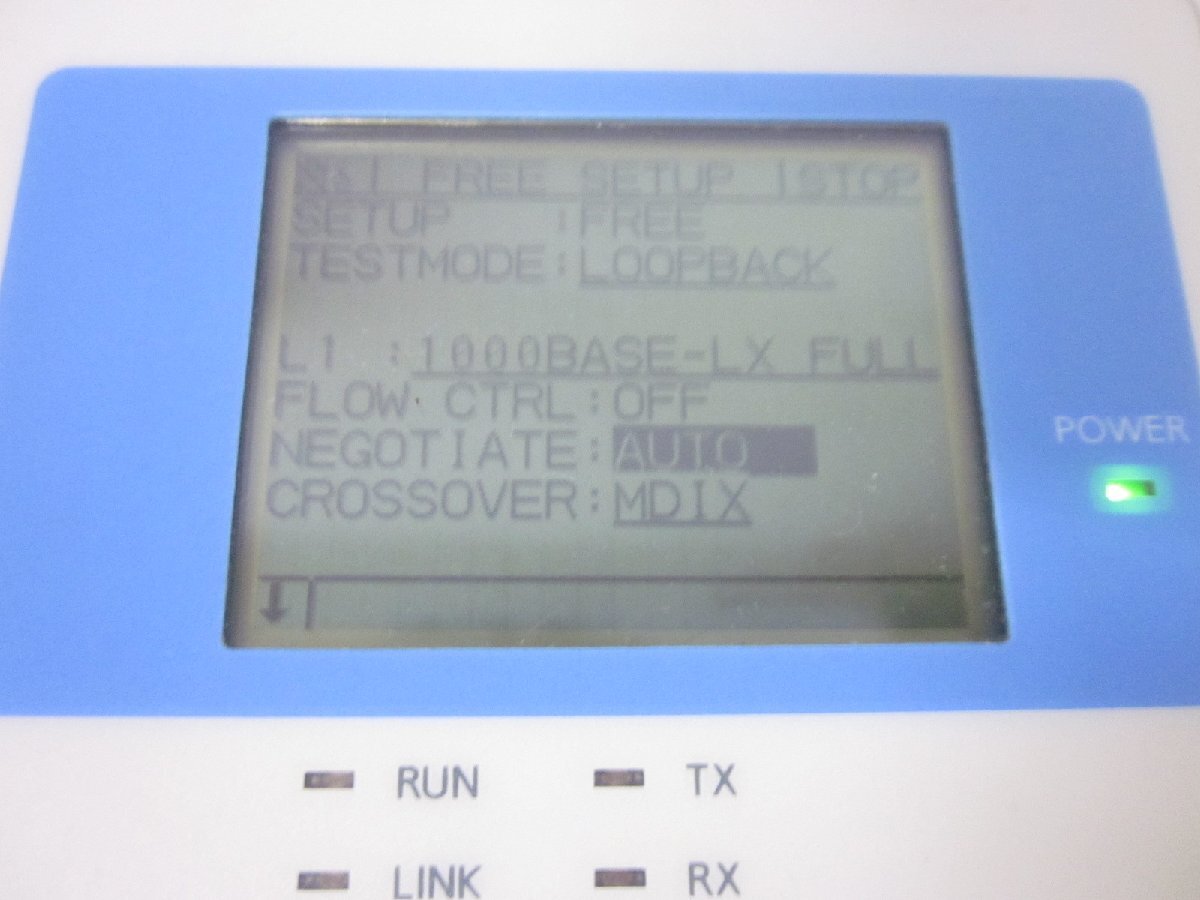 FREE SETUP |STOP
SETUP :FREE
TESTMODE:LOOPBACK
L1 :1000BASE-LX FULL
FLOW CTRL:OFF
NEGOTIATE:AUTO
CROSSOVER:MDIX
↓
POWER
RUN TX
LINK RX